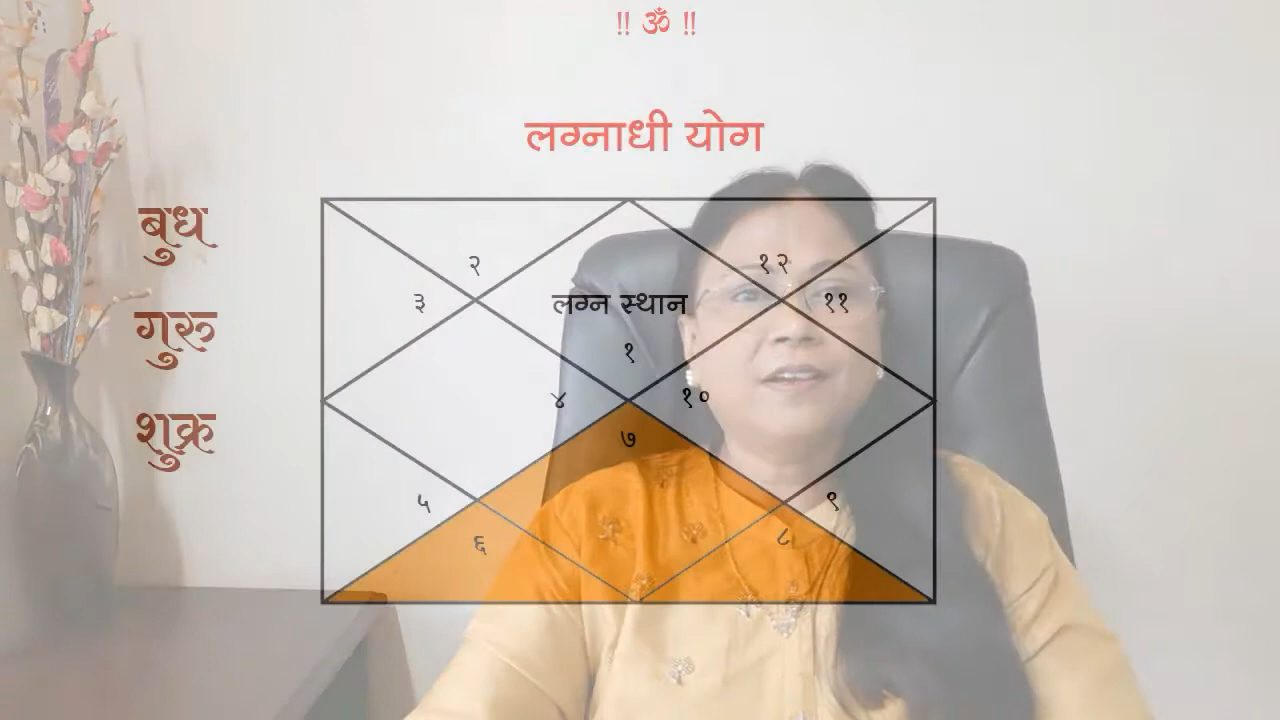 !! ॐ !!
लग्नाधी योग
बुध
गुरु
शुक्र
२
१२
३
लग्न स्थान
११
१
४
१०
७
५
९
६
८